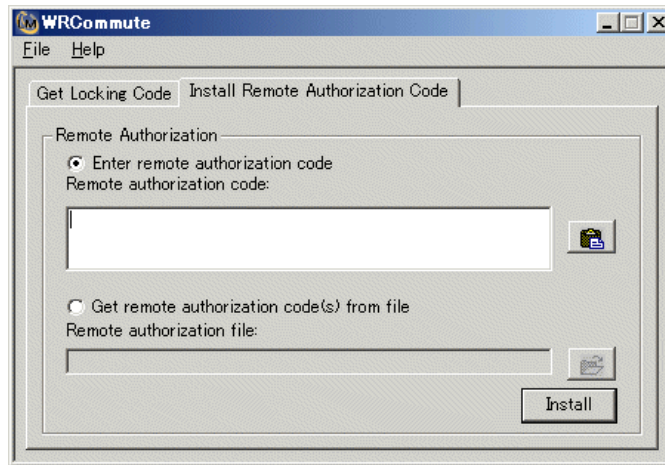 WRCommute
File Help
Get Locking Code Install Remote Authorization Code
Remote Authorization
Enter remote authorization code
Remote authorization code:
Get remote authorization code(s) from file
Remote authorization file:
Install